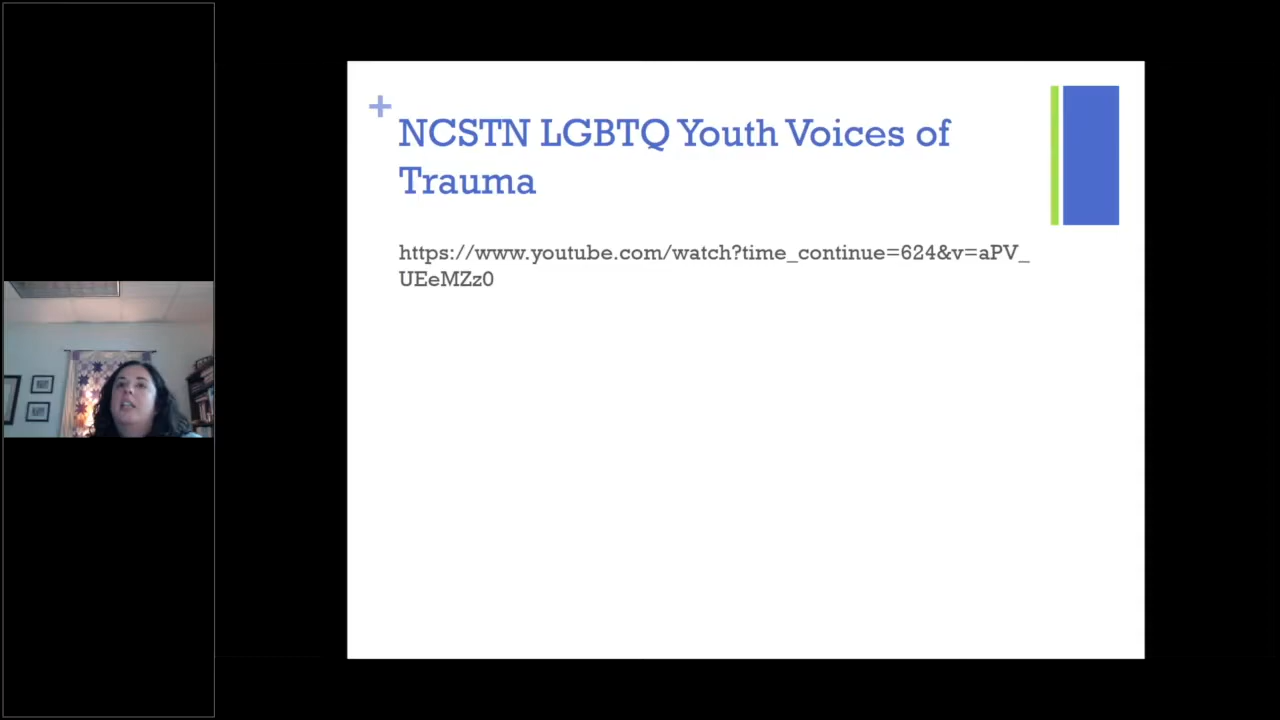 +
NCSTN LGBTQ Youth Voices of
Trauma
https://www.youtube.com/watch?time_continue=624&v=aPV_
UEeMZz0